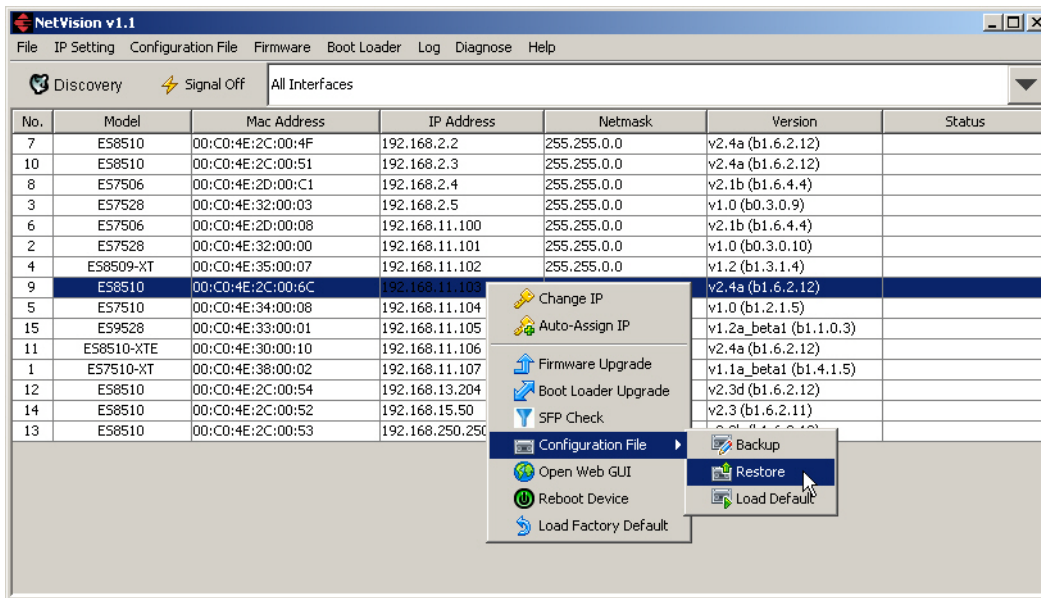 NetVision v1.1
File IP Setting Configuration File Firmware Boot Loader Log Diagnose Help
Discovery Signal Off All Interfaces
No. Model Mac Address IP Address Netmask Version Status
7 ES8510 00:C0:4E:2C:00:4F 192.168.2.2 255.255.0.0 v2.4a (b1.6.2.12)
10 ES8510 00:C0:4E:2C:00:51 192.168.2.3 255.255.0.0 v2.4a (b1.6.2.12)
8 ES7506 00:C0:4E:2D:00:C1 192.168.2.4 255.255.0.0 v2.1b (b1.6.4.4)
3 ES7528 00:C0:4E:32:00:03 192.168.2.5 255.255.0.0 v1.0 (b0.3.0.9)
6 ES7506 00:C0:4E:2D:00:08 192.168.11.100 255.255.0.0 v2.1b (b1.6.4.4)
2 ES7528 00:C0:4E:32:00:00 192.168.11.101 255.255.0.0 v1.0 (b0.3.0.10)
4 ES8509-XT 00:C0:4E:35:00:07 192.168.11.102 255.255.0.0 v1.2 (b1.3.1.4)
9 ES8510 00:C0:4E:2C:00:6C 192.168.11.103 v2.4a (b1.6.2.12)
5 ES7510 00:C0:4E:34:00:08 192.168.11.104 v1.0 (b1.2.1.5)
15 ES9528 00:C0:4E:33:00:01 192.168.11.105 v1.2a_beta1 (b1.1.0.3)
11 ES8510-XTE 00:C0:4E:30:00:10 192.168.11.106 v2.4a (b1.6.2.12)
1 ES7510-XT 00:C0:4E:38:00:02 192.168.11.107 v1.1a_beta1 (b1.4.1.5)
12 ES8510 00:C0:4E:2C:00:54 192.168.13.204 v2.3d (b1.6.2.12)
14 ES8510 00:C0:4E:2C:00:52 192.168.15.50 v2.3 (b1.6.2.11)
13 ES8510 00:C0:4E:2C:00:53 192.168.250.250
Change IP
Auto-Assign IP
Firmware Upgrade
Boot Loader Upgrade
SFP Check
Configuration File
Open Web GUI
Reboot Device
Load Factory Default
Backup
Restore
Load Default